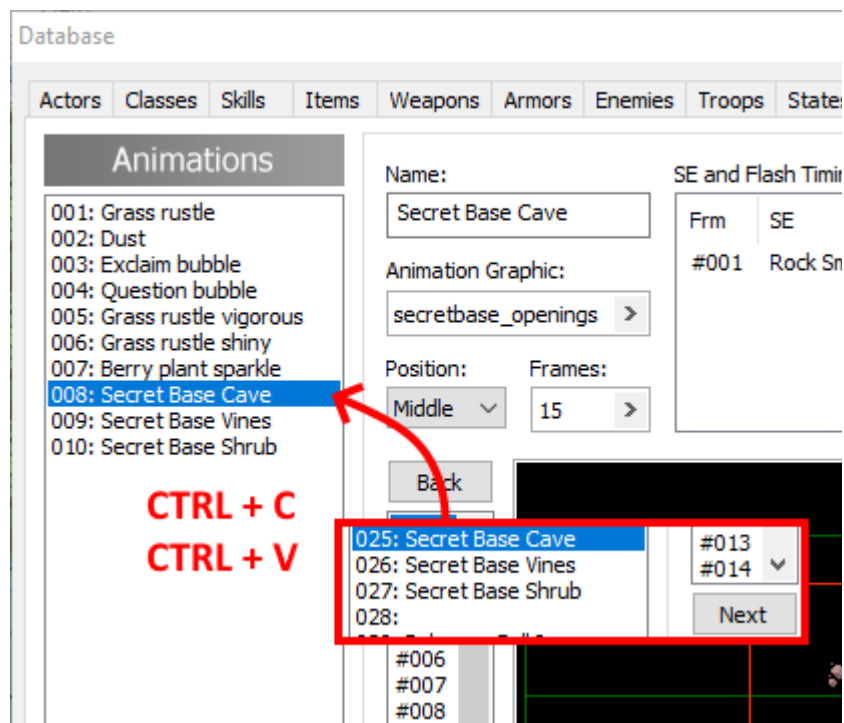 Database
Actors Classes Skills Items Weapons Armors Enemies Troops States
Animations
001: Grass rustle
002: Dust
003: Exclaim bubble
004: Question bubble
005: Grass rustle vigorous
006: Grass rustle shiny
007: Berry plant sparkle
008: Secret Base Cave
009: Secret Base Vines
010: Secret Base Shrub
CTRL + C
CTRL + V
Name:
Secret Base Cave
Animation Graphic:
secretbase_openings >
Position: Frames:
Middle 15 >
SE and Flash Timin
Frm SE
#001 Rock Sm
Back
025: Secret Base Cave
026: Secret Base Vines
027: Secret Base Shrub
028:
#013
#014
Next
#006
#007
#008